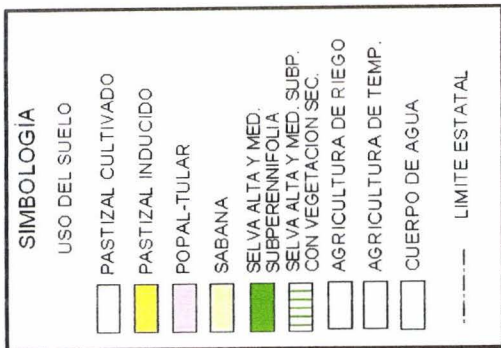 SIMBOLOGÍA
USO DEL SUELO
PASTIZAL CULTIVADO
PASTIZAL INDUCIDO
POPAL-TULAR
SABANA
SELVA ALTA Y MED.
SUBPERENNIFOLIA
SELVA ALTA Y MED. SUBP.
CON VEGETACION SEC.
AGRICULTURA DE RIEGO
AGRICULTURA DE TEMP.
CUERPO DE AGUA
LIMITE ESTATAL